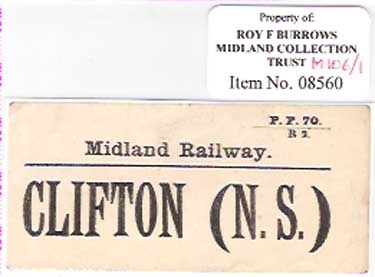 Property of:
ROY F BURROWS
MIDLAND COLLECTION
TRUST M106/1
Item No. 08560
P. P. 70.
R 2.
Midland Railway.
CLIFTON (N. S.)